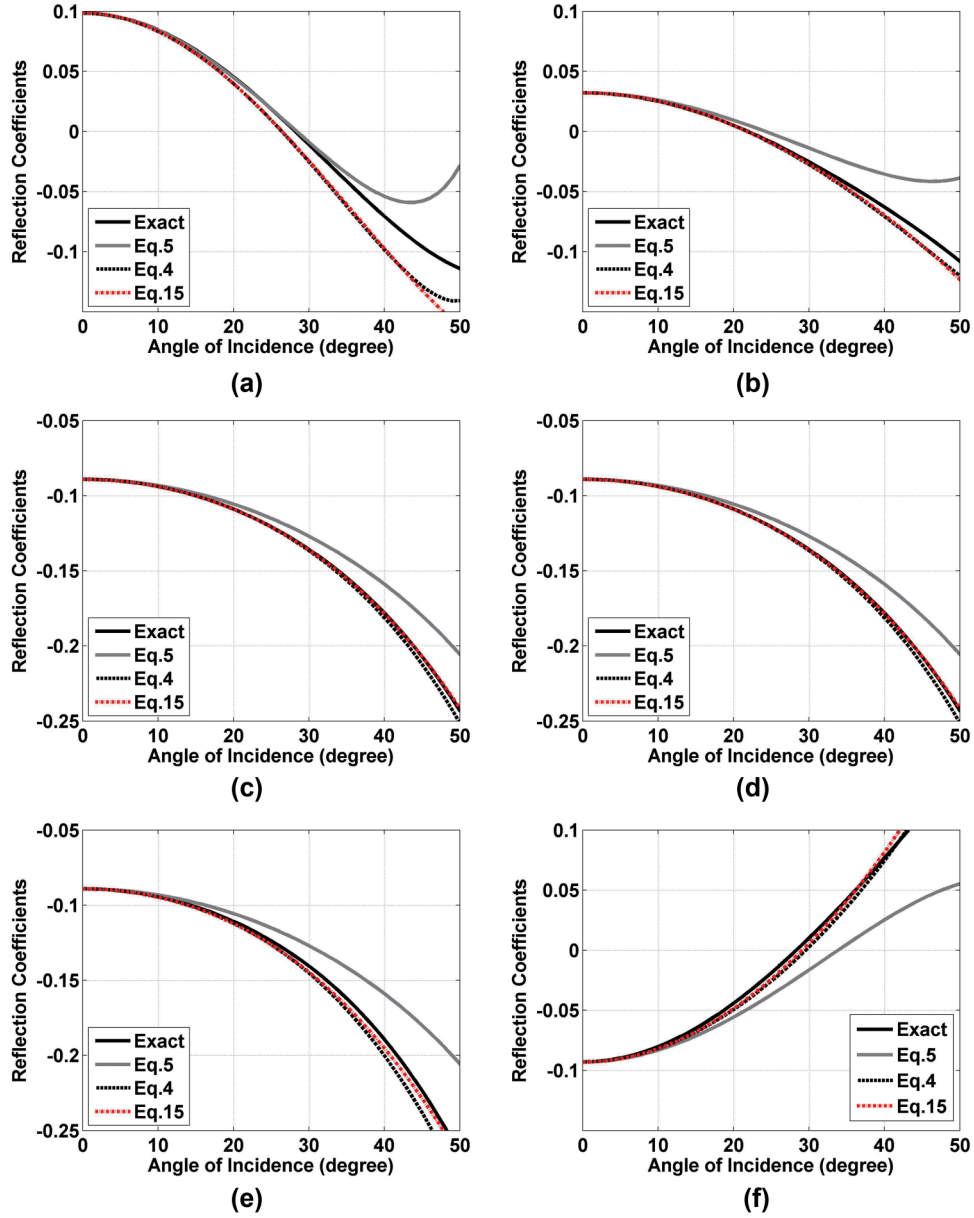 0.1
0.05
0
-0.05
-0.1
Reflection Coefficients
Exact
Eq.5
Eq.4
Eq.15
0 10 20 30 40 50
Angle of Incidence (degree)
(a)
0.1
0.05
0
-0.05
-0.1
Reflection Coefficients
Exact
Eq.5
Eq.4
Eq.15
0 10 20 30 40 50
Angle of Incidence (degree)
(b)
-0.05
-0.1
-0.15
-0.2
-0.25
Reflection Coefficients
Exact
Eq.5
Eq.4
Eq.15
0 10 20 30 40 50
Angle of Incidence (degree)
(c)
-0.05
-0.1
-0.15
-0.2
-0.25
Reflection Coefficients
Exact
Eq.5
Eq.4
Eq.15
0 10 20 30 40 50
Angle of Incidence (degree)
(d)
-0.05
-0.1
-0.15
-0.2
-0.25
Reflection Coefficients
Exact
Eq.5
Eq.4
Eq.15
0 10 20 30 40 50
Angle of Incidence (degree)
(e)
0.1
0.05
0
-0.05
-0.1
Reflection Coefficients
Exact
Eq.5
Eq.4
Eq.15
0 10 20 30 40 50
Angle of Incidence (degree)
(f)